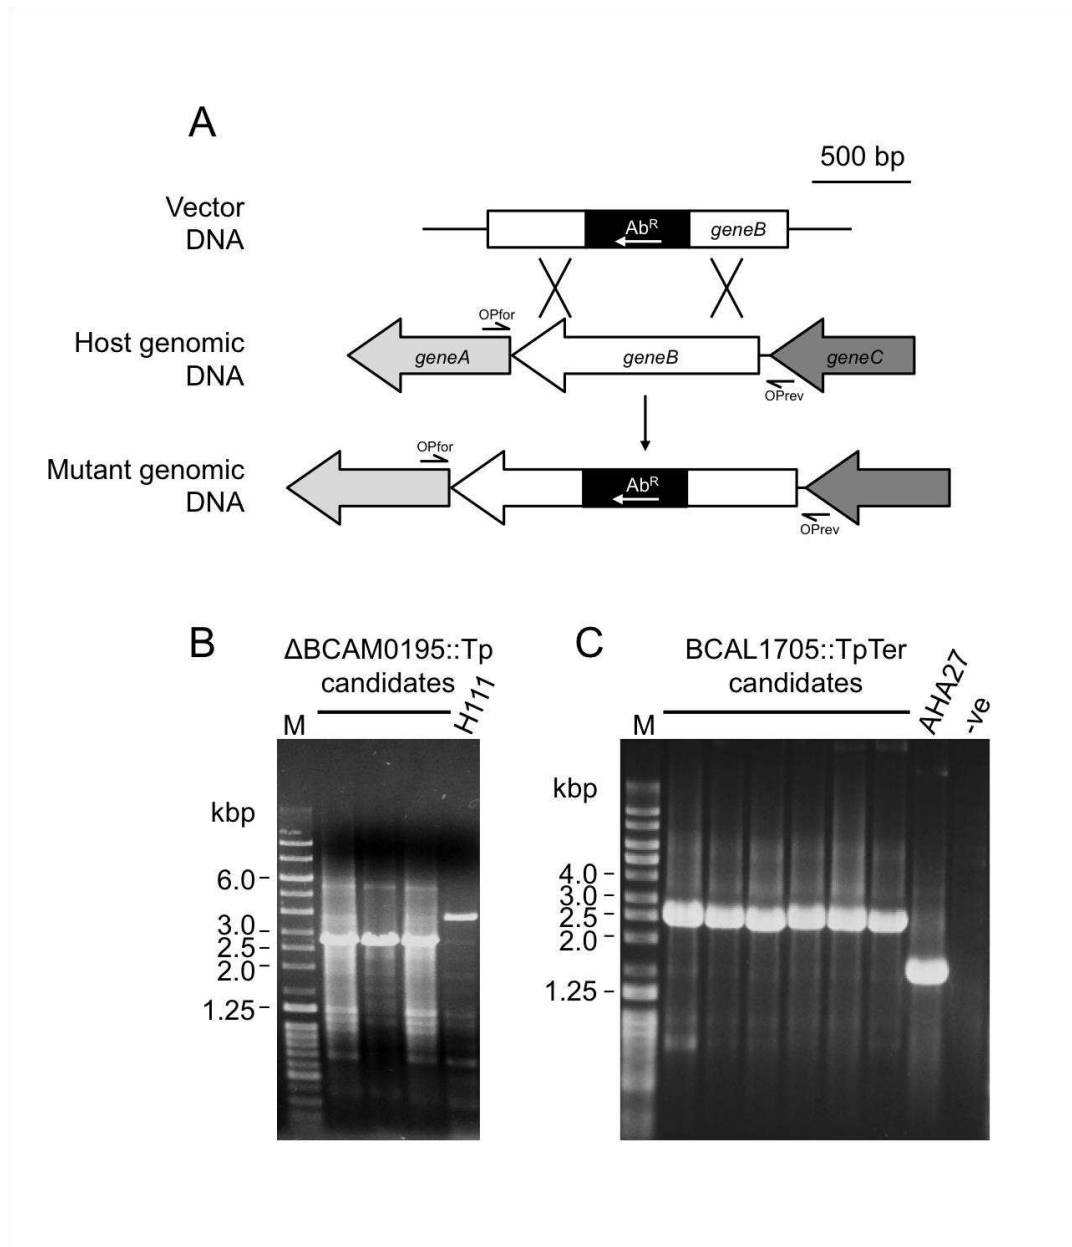 A
500 bp
Vector
DNA
AbR
geneB
OPfor
Host genomic
DNA
geneA
geneB
geneC
OPrev
OPfor
Mutant genomic
DNA
AbR
OPrev
B
ΔBCAM0195::Tp
candidates
H111
M
kbp
6.0
3.0
2.5
2.0
1.25
C
BCAL1705::TpTer
candidates
AHA27
-ve
M
kbp
4.0
3.0
2.5
2.0
1.25